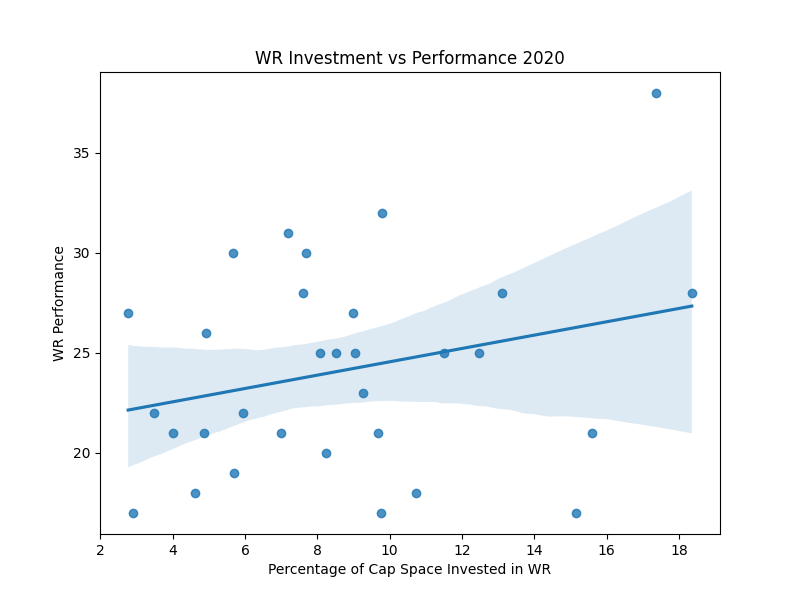 WR Investment vs Performance 2020
35
30
25
20
WR Performance
2 4 6 8 10 12 14 16 18
Percentage of Cap Space Invested in WR